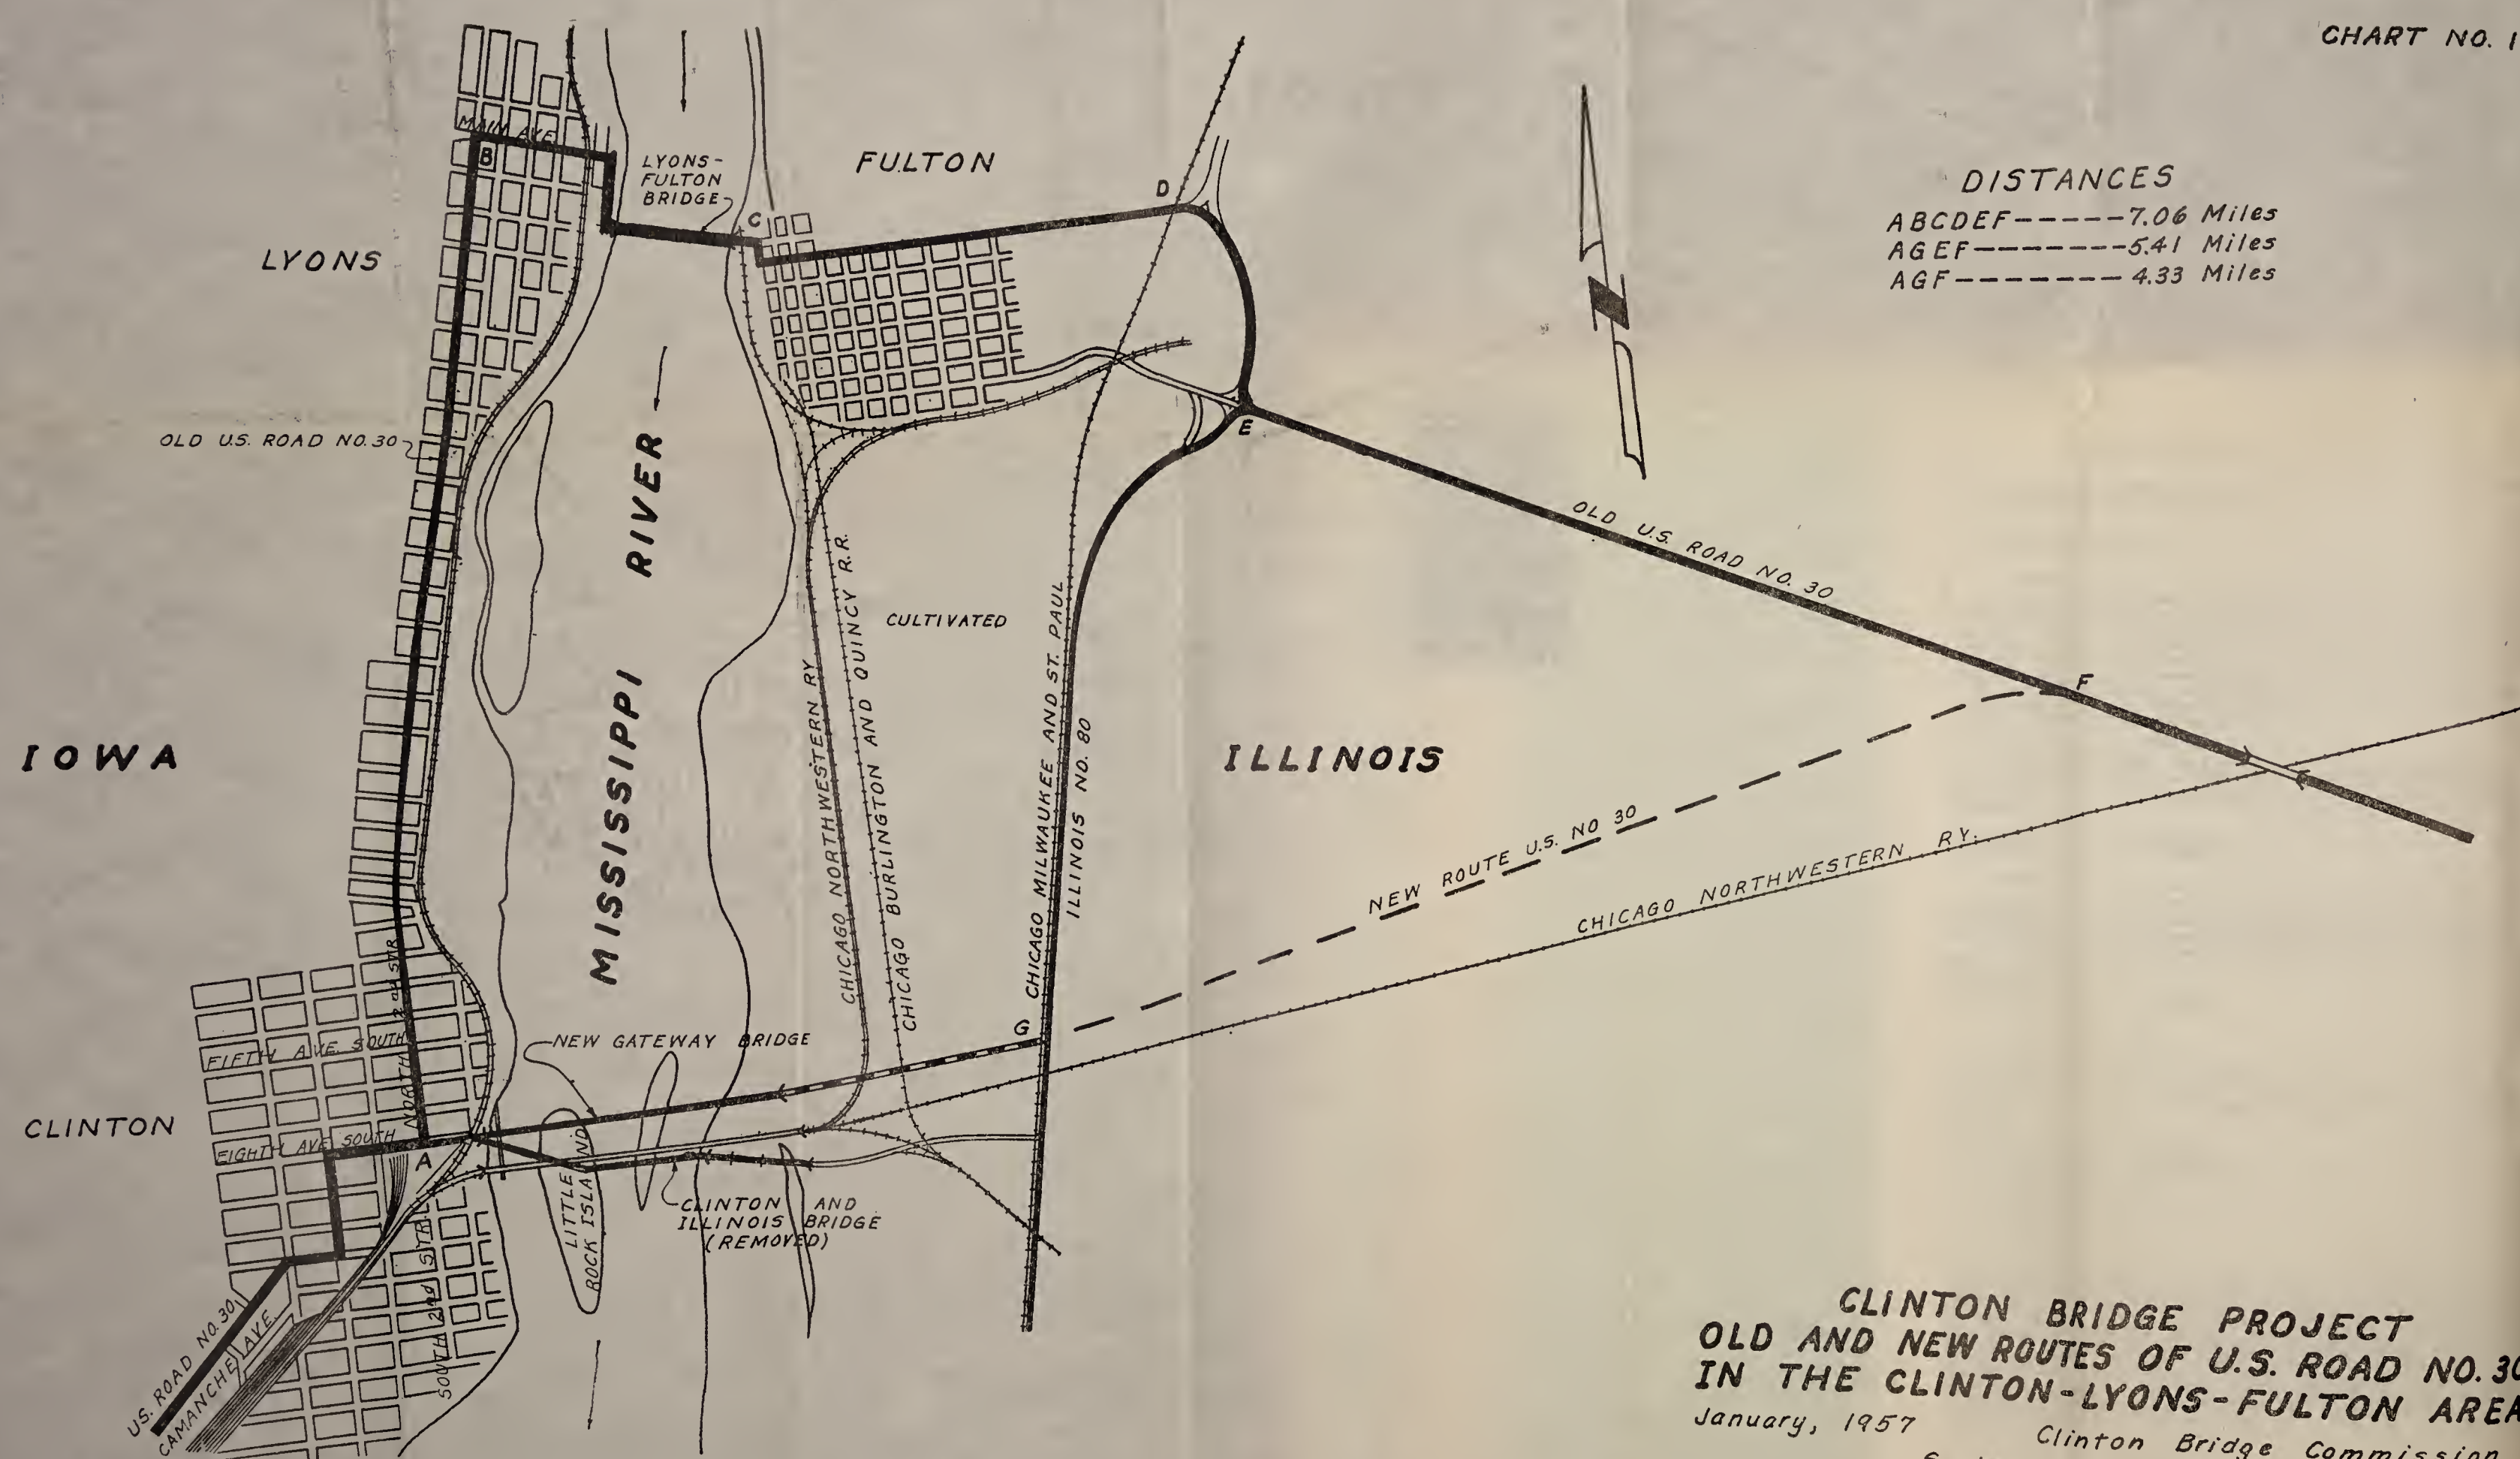 CHART NO. 1
MAIN AVE
B
LYONS-
FULTON
BRIDGE
C
FULTON
D
DISTANCES
ABCDEF-----7.06 Miles
AGEF-------5.41 Miles
AGF-------- 4.33 Miles
N
LYONS
OLD U.S. ROAD NO. 30
E
OLD U.S. ROAD NO. 30
MISSISSIPPI RIVER
CULTIVATED
CHICAGO NORTHWESTERN RY
CHICAGO BURLINGTON AND QUINCY R.R.
CHICAGO MILWAUKEE AND ST. PAUL
ILLINOIS NO. 80
F
IOWA
ILLINOIS
NEW ROUTE U.S. NO 30
CHICAGO NORTHWESTERN RY.
NORTH 2nd STR
FIFTH AVE. SOUTH
G
NEW GATEWAY BRIDGE
CLINTON
EIGHTH AVE SOUTH
A
LITTLE
ROCK ISLAND
CLINTON AND
ILLINOIS BRIDGE
(REMOVED)
SOUTH 2nd STR.
U.S. ROAD NO. 30
CAMANCHE AVE.
CLINTON BRIDGE PROJECT
OLD AND NEW ROUTES OF U.S. ROAD NO. 30
IN THE CLINTON-LYONS-FULTON AREA
January, 1957 Clinton Bridge Commission